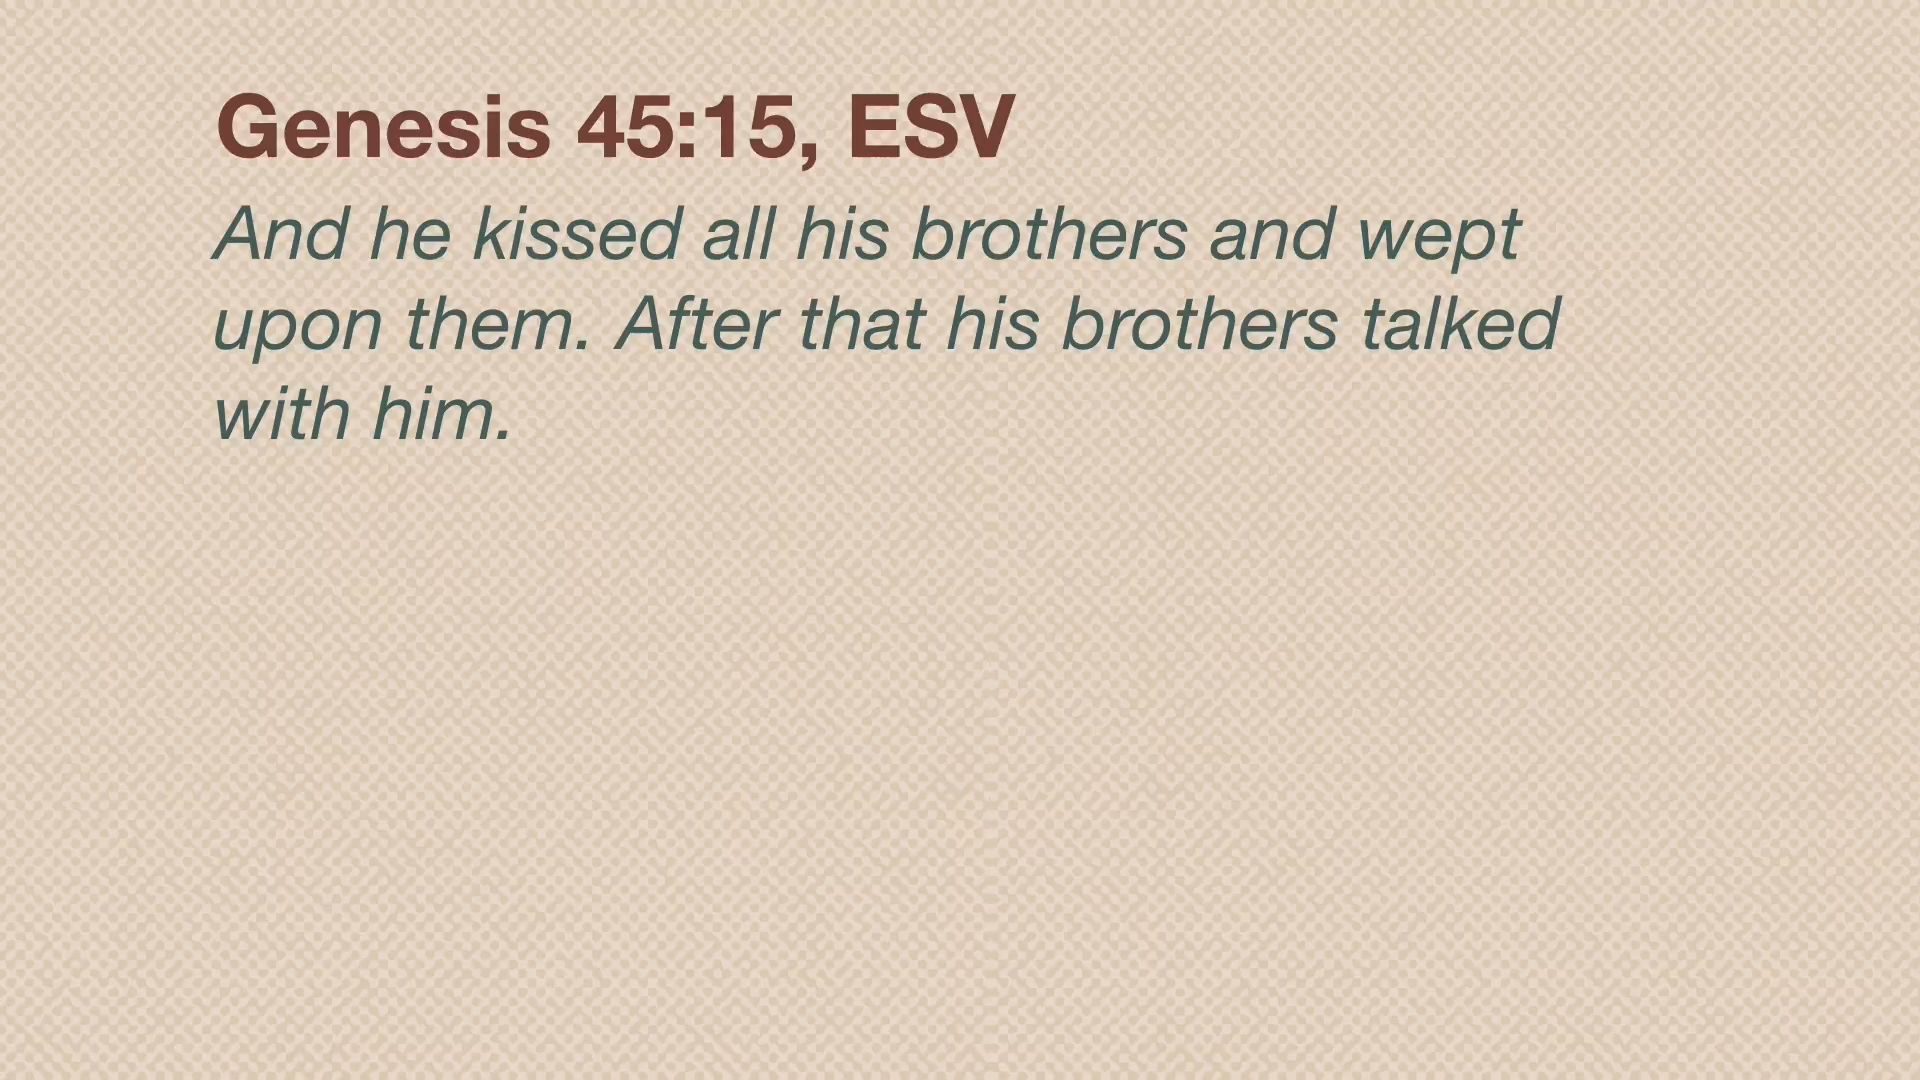 Genesis 45:15, ESV
And he kissed all his brothers and wept
upon them. After that his brothers talked
with him.